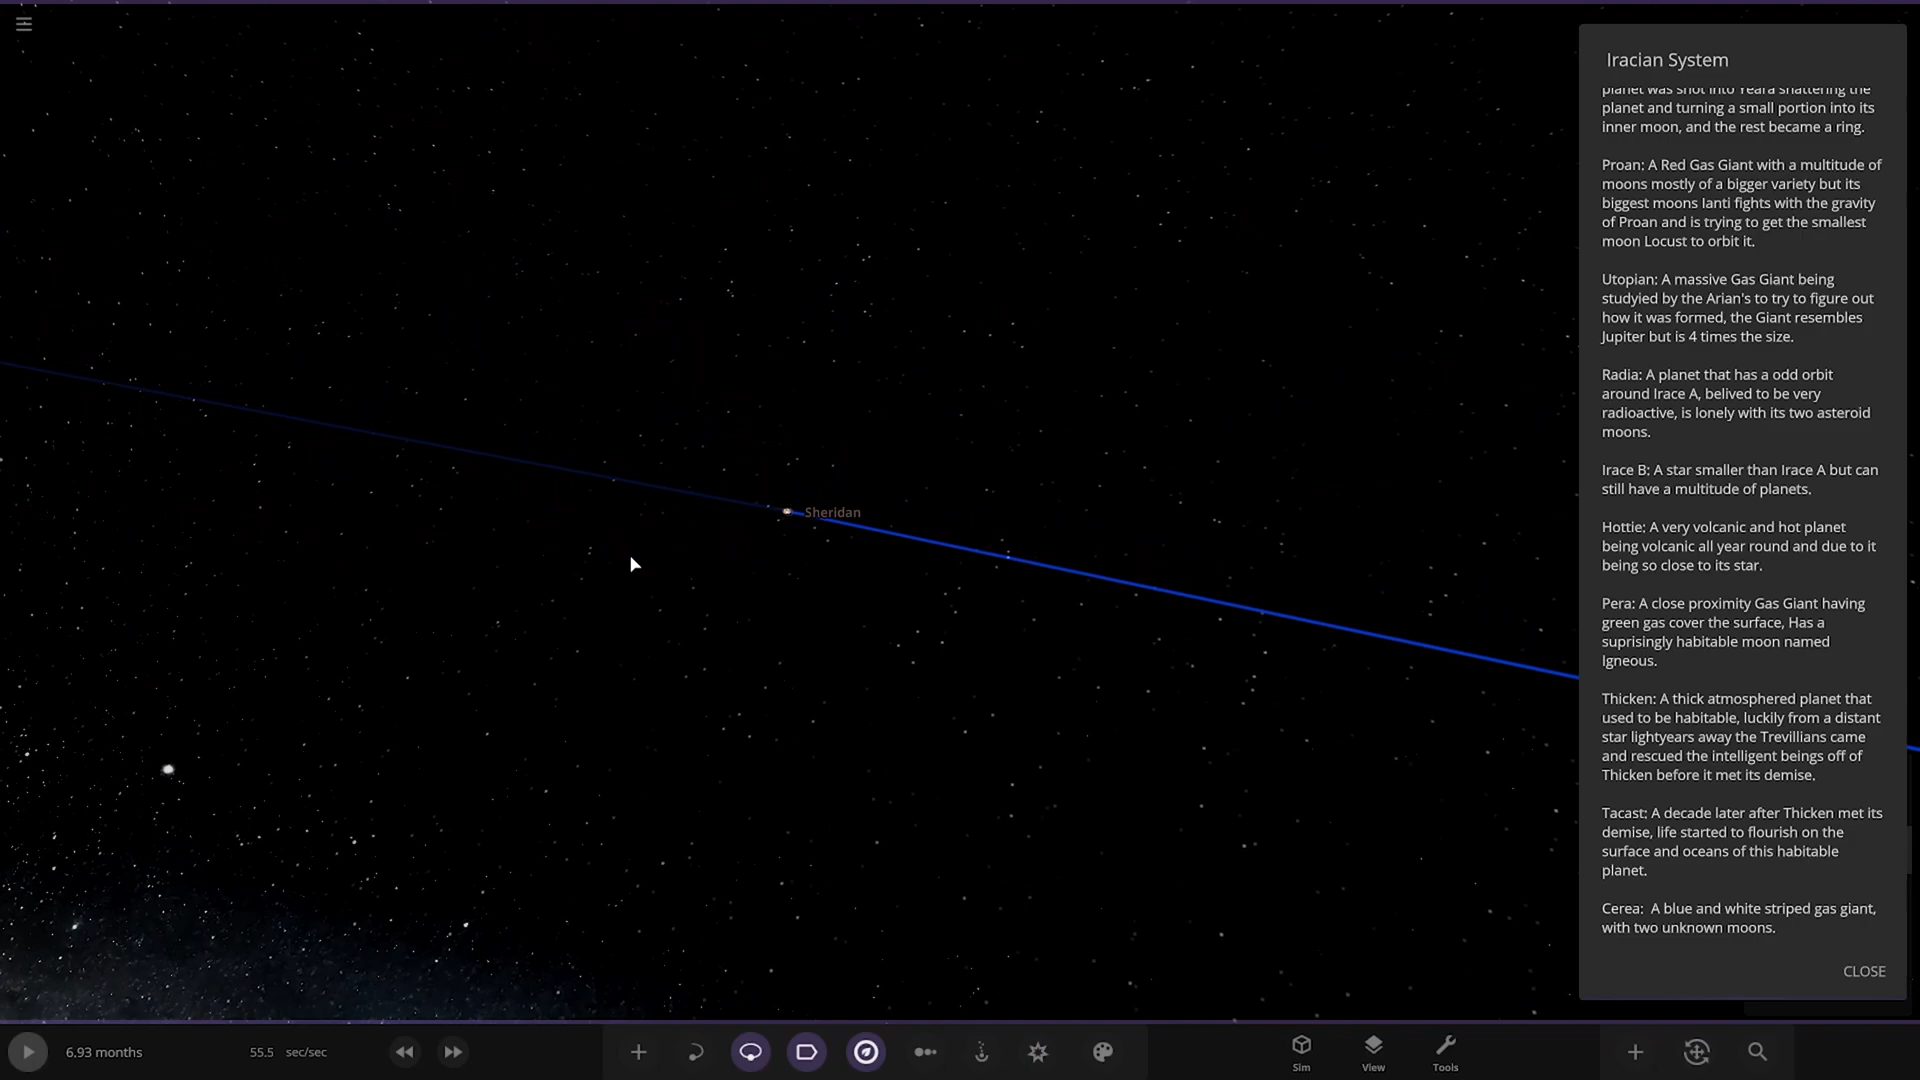 Iracian System
planet was shot into Yeara shattering the
planet and turning a small portion into its
inner moon, and the rest became a ring.
Proan: A Red Gas Giant with a multitude of
moons mostly of a bigger variety but its
biggest moons Ianti fights with the gravity
of Proan and is trying to get the smallest
moon Locust to orbit it.
Utopian: A massive Gas Giant being
studyied by the Arian's to try to figure out
how it was formed, the Giant resembles
Jupiter but is 4 times the size.
Radia: A planet that has a odd orbit
around Irace A, belived to be very
radioactive, is lonely with its two asteroid
moons.
Irace B: A star smaller than Irace A but can
still have a multitude of planets.
Hottie: A very volcanic and hot planet
being volcanic all year round and due to it
being so close to its star.
Pera: A close proximity Gas Giant having
green gas cover the surface, Has a
suprisingly habitable moon named
Igneous.
Thicken: A thick atmosphered planet that
used to be habitable, luckily from a distant
star lightyears away the Trevillians came
and rescued the intelligent beings off of
Thicken before it met its demise.
Tacast: A decade later after Thicken met its
demise, life started to flourish on the
surface and oceans of this habitable
planet.
Cerea:  A blue and white striped gas giant,
with two unknown moons.
CLOSE
Sheridan
6.93 months
55.5 sec/sec
Sim
View
Tools